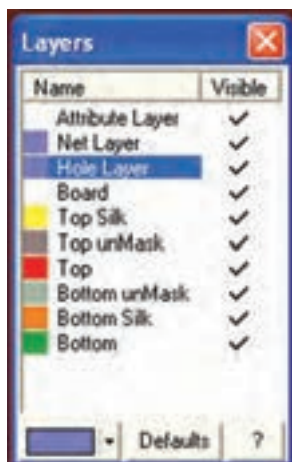 Layers
Name Visible
Attribute Layer
Net Layer
Hole Layer
Board
Top Silk
Top unMask
Top
Bottom unMask
Bottom Silk
Bottom
Defaults ?